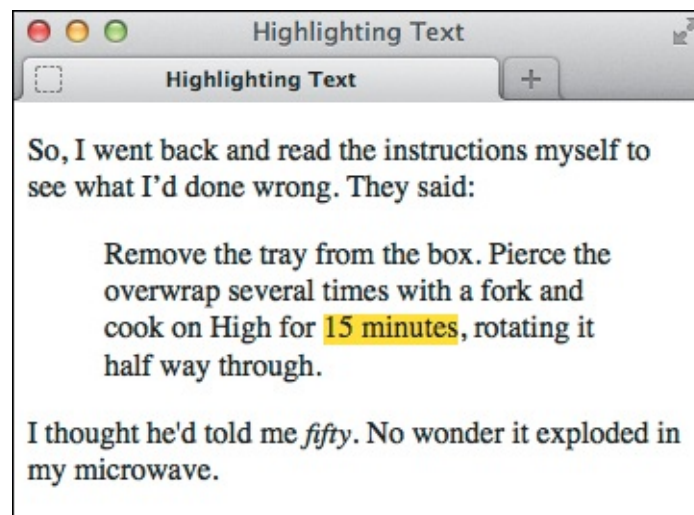 Highlighting Text
Highlighting Text
So, I went back and read the instructions myself to
see what I’d done wrong. They said:
Remove the tray from the box. Pierce the
overwrap several times with a fork and
cook on High for 15 minutes, rotating it
half way through.
I thought he'd told me fifty. No wonder it exploded in
my microwave.